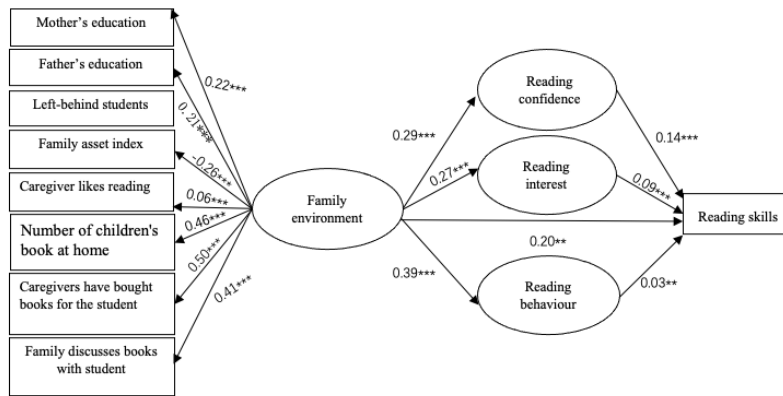 Mother's education
Father's education
Left-behind students
Family asset index
Caregiver likes reading
Number of children's
book at home
Caregivers have bought
books for the student
Family discusses books
with student
0.22***
0.21***
-0.26***
0.06***
0.46***
0.50***
0.41***
Family
environment
0.29***
0.27***
0.20**
0.39***
Reading
confidence
Reading
interest
Reading
behaviour
0.14***
0.09***
0.03**
Reading skills